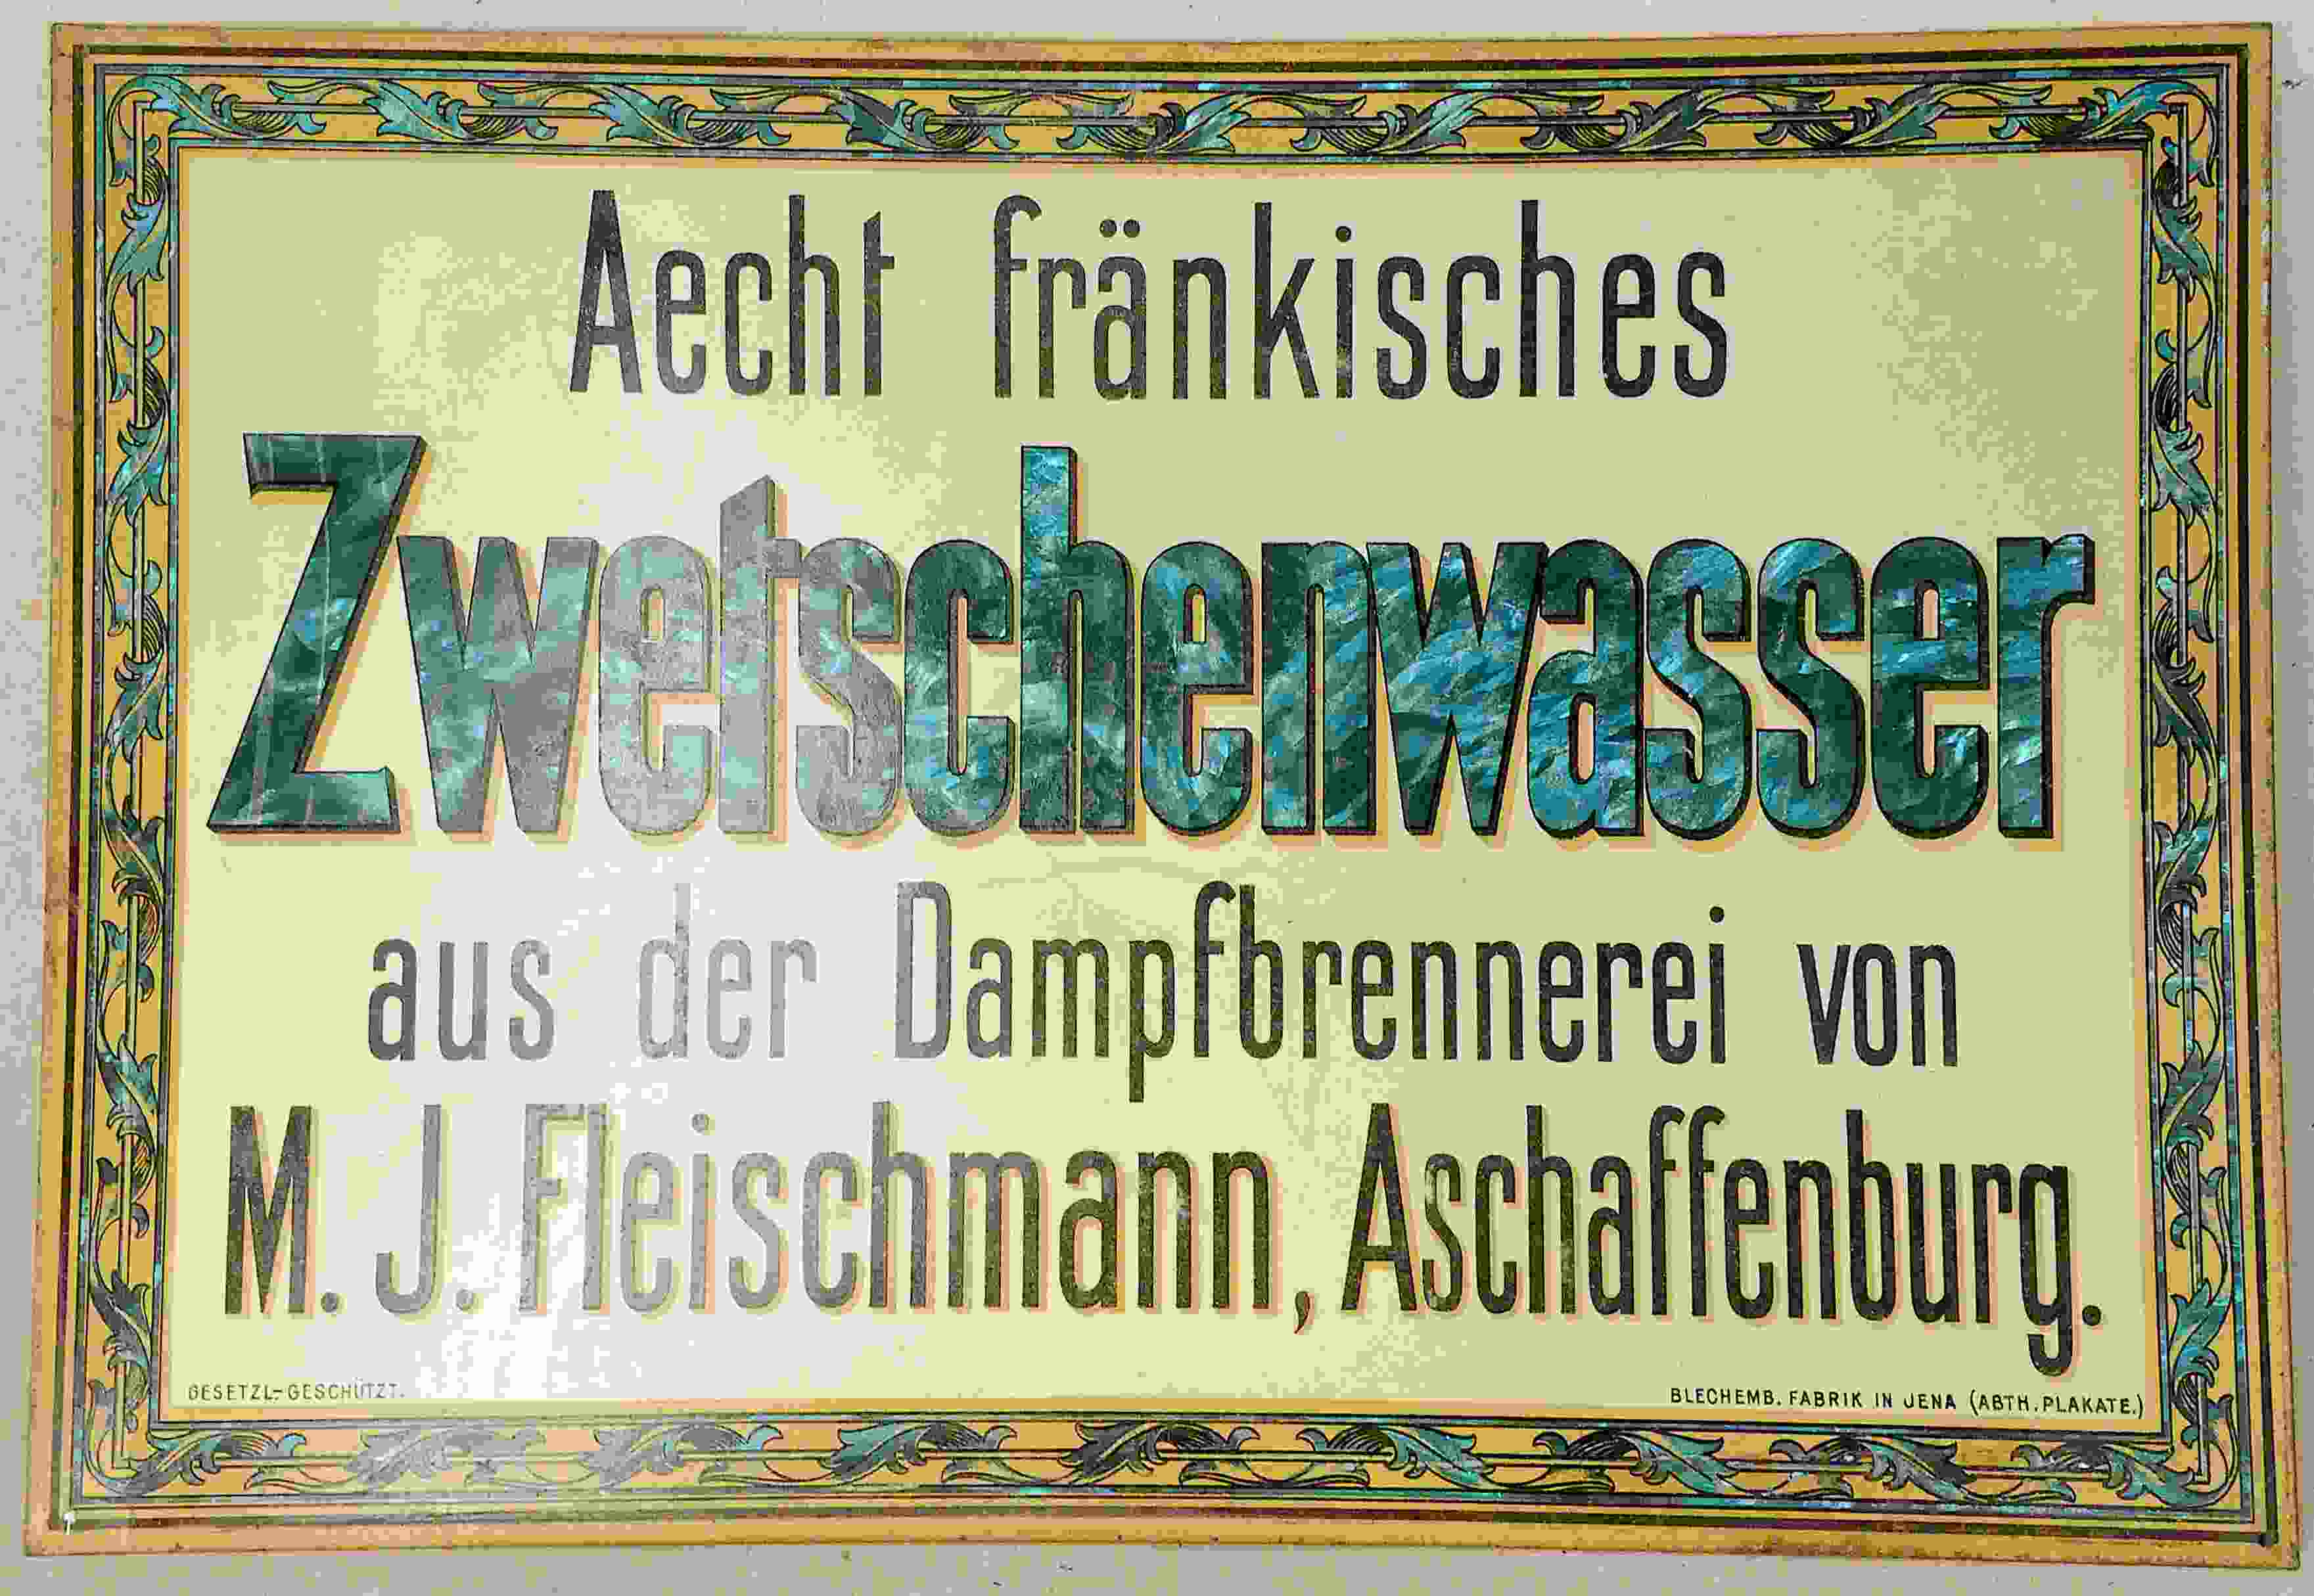 Aecht fränkisches
Zwetschenwasser
aus der Dampfbrennerei von
M. J. Fleischmann, Aschaffenburg.
GESETZL-GESCHÜTZT.
BLECHEMB. FABRIK IN JENA (ABTH. PLAKATE.)